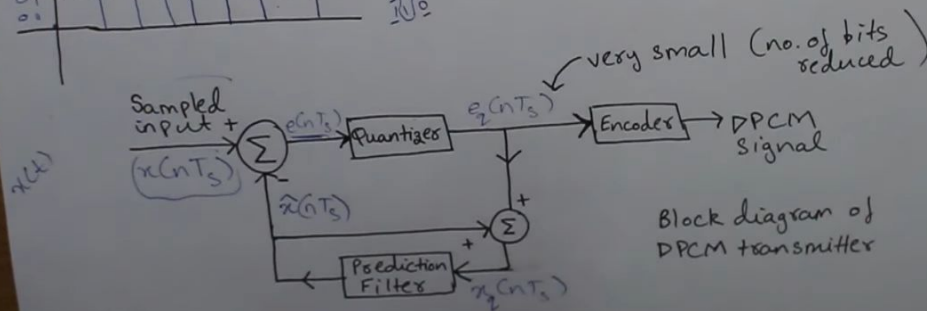 very small (no. of bits
reduced)
Sampled
input +
x(nTs)
x(t)
Σ
-
e(nTs)
Quantizer
eq(nTs)
Encoder
DPCM
Signal
x̂(nTs)
+
Σ
+
Prediction
Filter
xq(nTs)
Block diagram of
DPCM transmitter